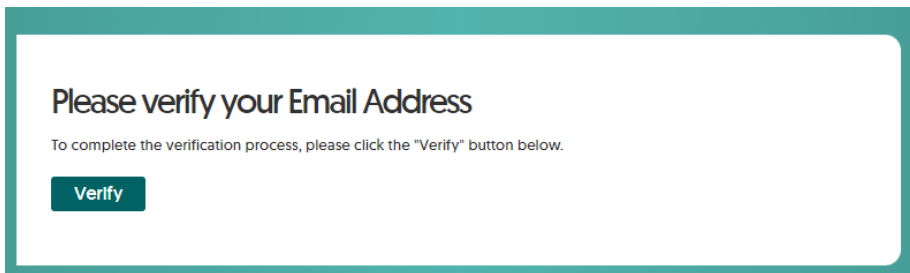 Please verify your Email Address
To complete the verification process, please click the "Verify" button below.
Verify